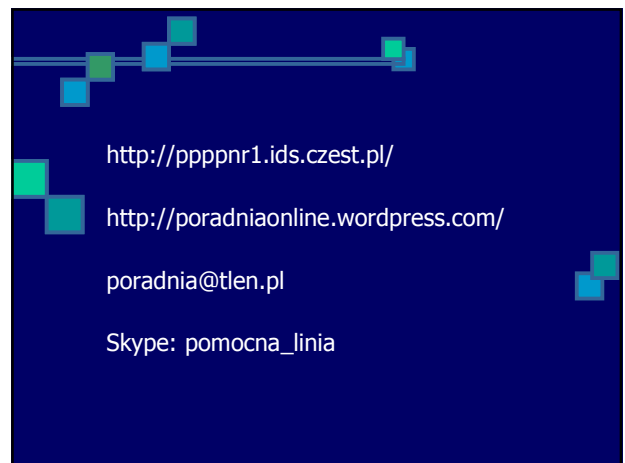 http://ppppnr1.ids.czest.pl/
http://poradniaonline.wordpress.com/
poradnia@tlen.pl
Skype: pomocna_linia